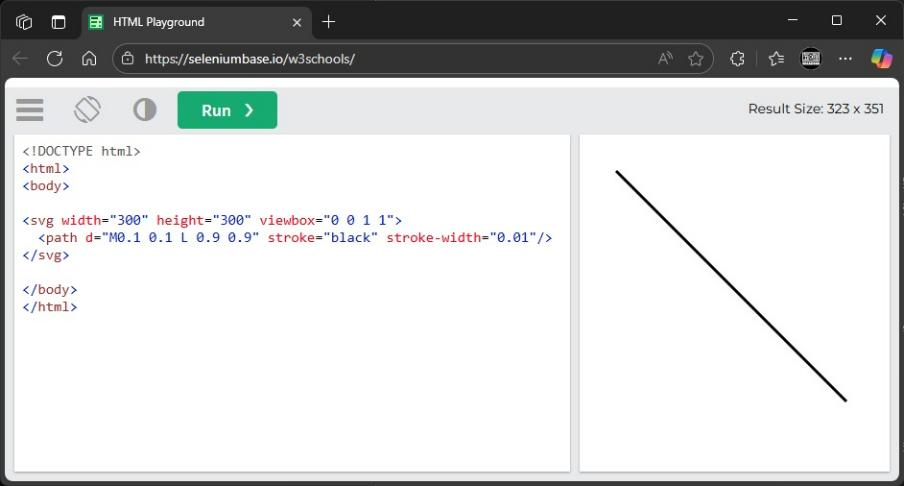 HTML Playground
https://seleniumbase.io/w3schools/
Run
Result Size: 323 x 351
<!DOCTYPE html>
<html>
<body>
<svg width="300" height="300" viewbox="0 0 1 1">
  <path d="M0.1 0.1 L 0.9 0.9" stroke="black" stroke-width="0.01"/>
</svg>
</body>
</html>